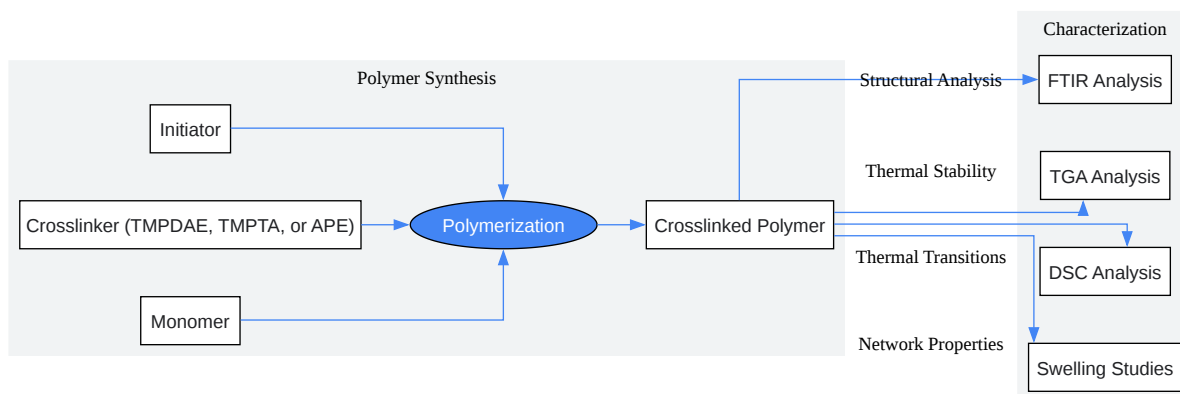 Characterization
Polymer Synthesis
Structural Analysis
FTIR Analysis
Initiator
Thermal Stability
TGA Analysis
Crosslinker (TMPDAE, TMPTA, or APE)
Polymerization
Crosslinked Polymer
Thermal Transitions
DSC Analysis
Monomer
Network Properties
Swelling Studies